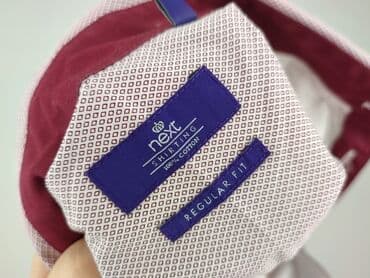 next
SHIRTING
100% COTTON
REGULAR FIT